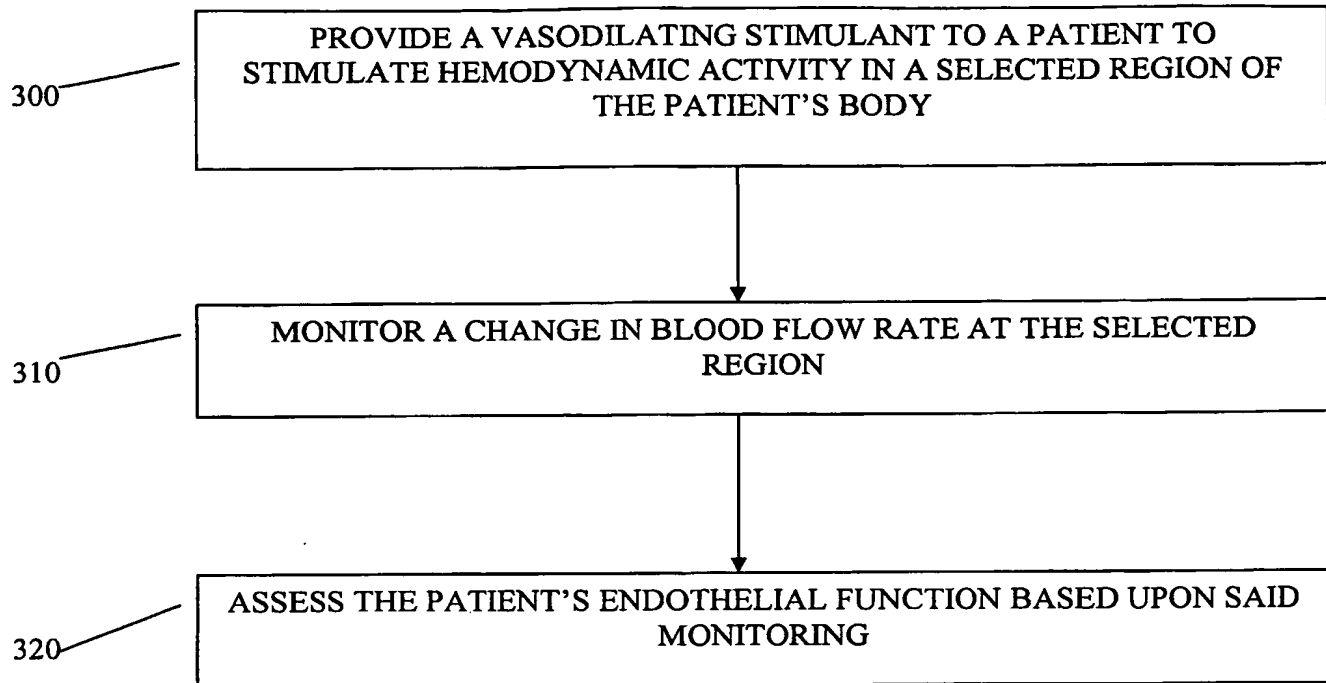 PROVIDE A VASODILATING STIMULANT TO A PATIENT TO
STIMULATE HEMODYNAMIC ACTIVITY IN A SELECTED REGION OF
THE PATIENT'S BODY
300
MONITOR A CHANGE IN BLOOD FLOW RATE AT THE SELECTED
REGION
310
ASSESS THE PATIENT'S ENDOTHELIAL FUNCTION BASED UPON SAID
MONITORING
320